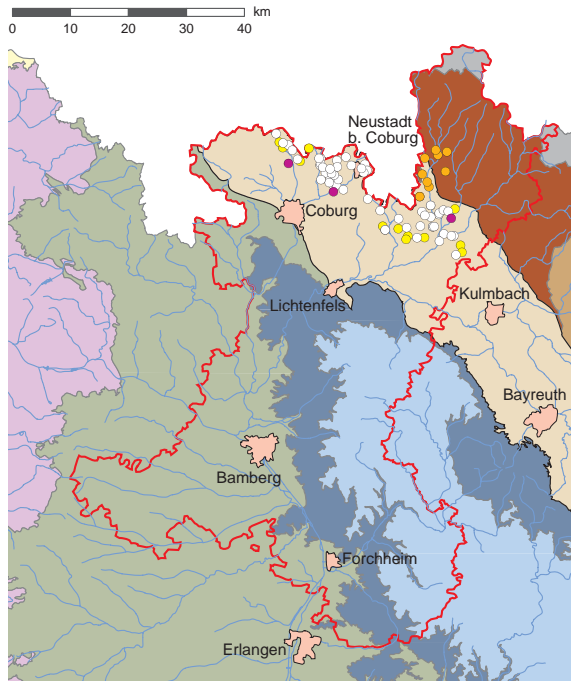 km
0 10 20 30 40
Neustadt
b. Coburg
Coburg
Lichtenfels
Kulmbach
Bayreuth
Bamberg
Forchheim
Erlangen